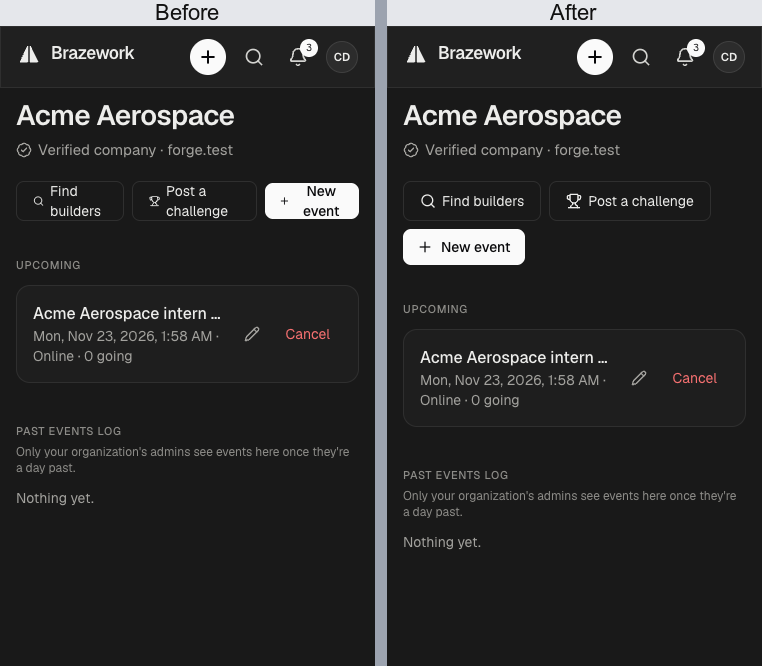 Before
Brazework
3
CD
Acme Aerospace
Verified company · forge.test
Find
builders
Post a
challenge
New
event
UPCOMING
Acme Aerospace intern ...
Mon, Nov 23, 2026, 1:58 AM ·
Online · 0 going
Cancel
PAST EVENTS LOG
Only your organization's admins see events here once they're
a day past.
Nothing yet.
After
Brazework
3
CD
Acme Aerospace
Verified company · forge.test
Find builders
Post a challenge
New event
UPCOMING
Acme Aerospace intern ...
Mon, Nov 23, 2026, 1:58 AM ·
Online · 0 going
Cancel
PAST EVENTS LOG
Only your organization's admins see events here once they're
a day past.
Nothing yet.